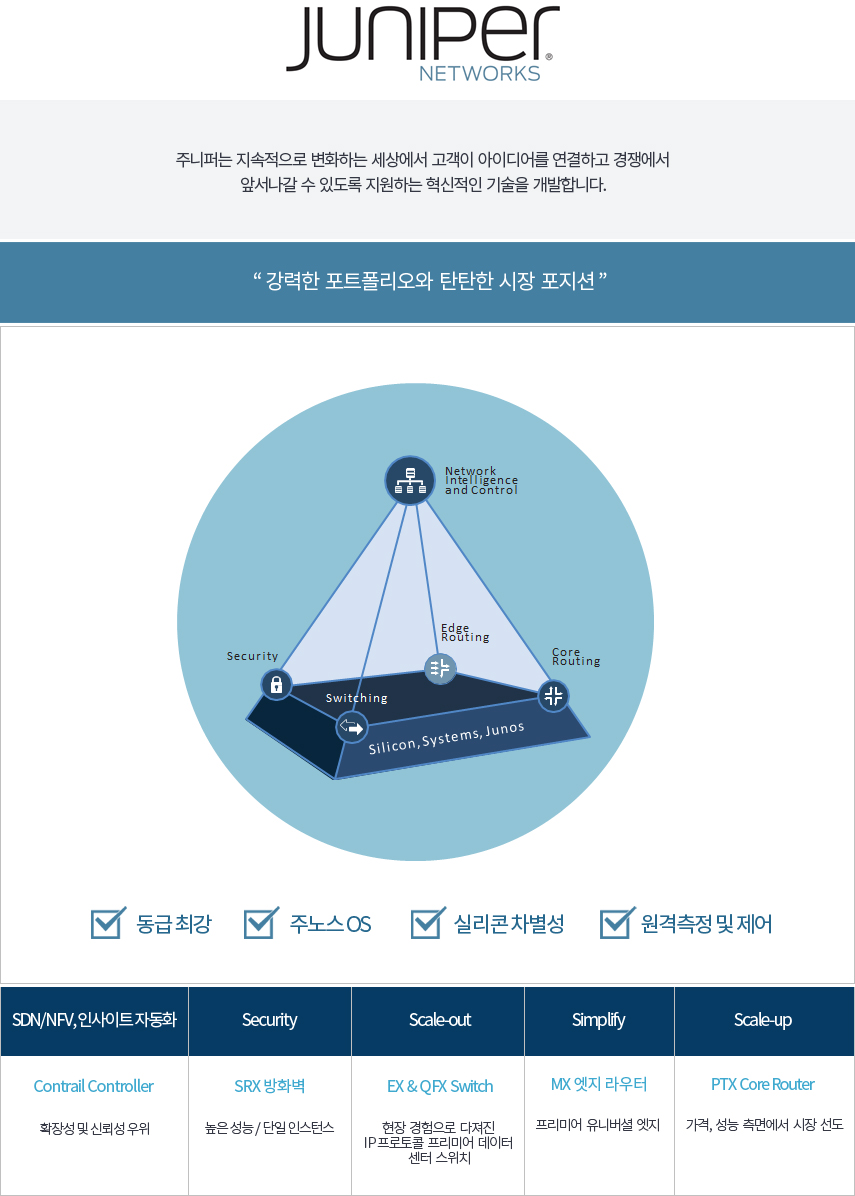 JUNIPer®
NETWORKS
주니퍼는 지속적으로 변화하는 세상에서 고객이 아이디어를 연결하고 경쟁에서
앞서나갈 수 있도록 지원하는 혁신적인 기술을 개발합니다.
“ 강력한 포트폴리오와 탄탄한 시장 포지션 ”
Network
Intelligence
and Control
Edge
Routing
Core
Routing
Security
Switching
Silicon, Systems, Junos
동급 최강
주노스 OS
실리콘 차별성
원격측정 및 제어
SDN/NFV, 인사이트 자동화
Security
Scale-out
Simplify
Scale-up
Contrail Controller
SRX 방화벽
EX & QFX Switch
MX 엣지 라우터
PTX Core Router
확장성 및 신뢰성 우위
높은 성능 / 단일 인스턴스
현장 경험으로 다져진
IP 프로토콜 프리미어 데이터
센터 스위치
프리미어 유니버셜 엣지
가격, 성능 측면에서 시장 선도